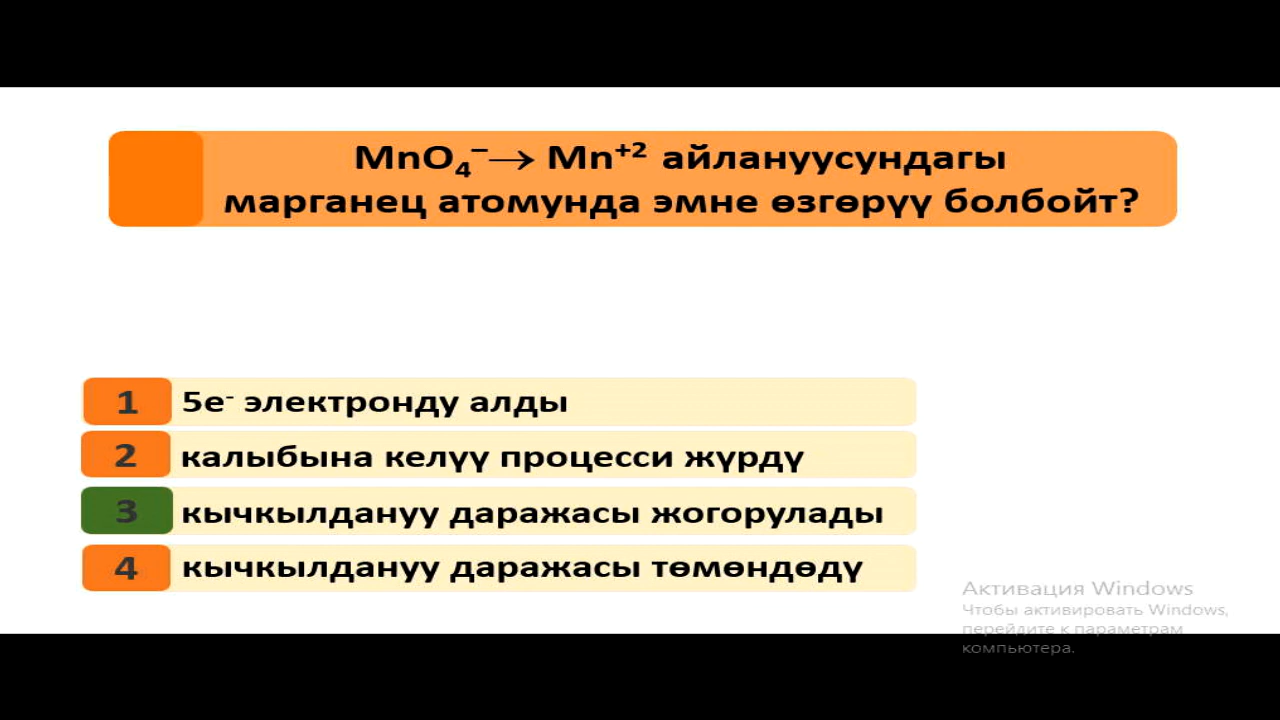 MnO₄⁻→ Mn⁺² айлануусундагы
марганец атомунда эмне өзгөрүү болбойт?
1 5е⁻ электронду алды
2 калыбына келүү процесси жүрдү
3 кычкылдануу даражасы жогорулады
4 кычкылдануу даражасы төмөндөдү
Активация Windows
Чтобы активировать Windows,
перейдите к параметрам
компьютера.